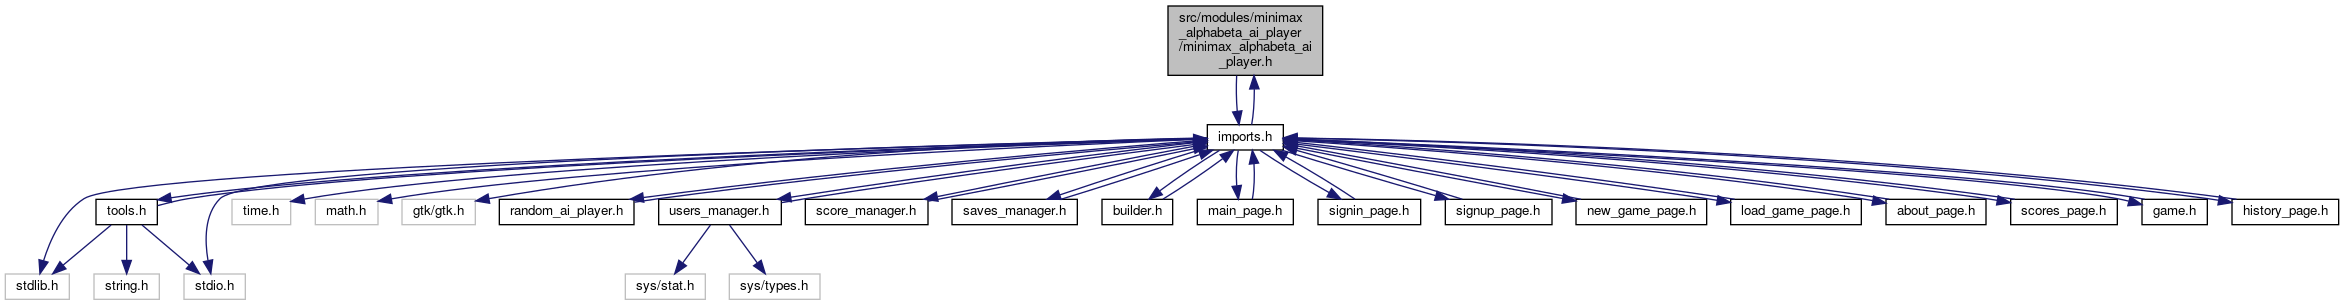 src/modules/minimax
_alphabeta_ai_player
/minimax_alphabeta_ai
_player.h
imports.h
tools.h
time.h
math.h
gtk/gtk.h
random_ai_player.h
users_manager.h
score_manager.h
saves_manager.h
builder.h
main_page.h
signin_page.h
signup_page.h
new_game_page.h
load_game_page.h
about_page.h
scores_page.h
game.h
history_page.h
stdlib.h
string.h
stdio.h
sys/stat.h
sys/types.h